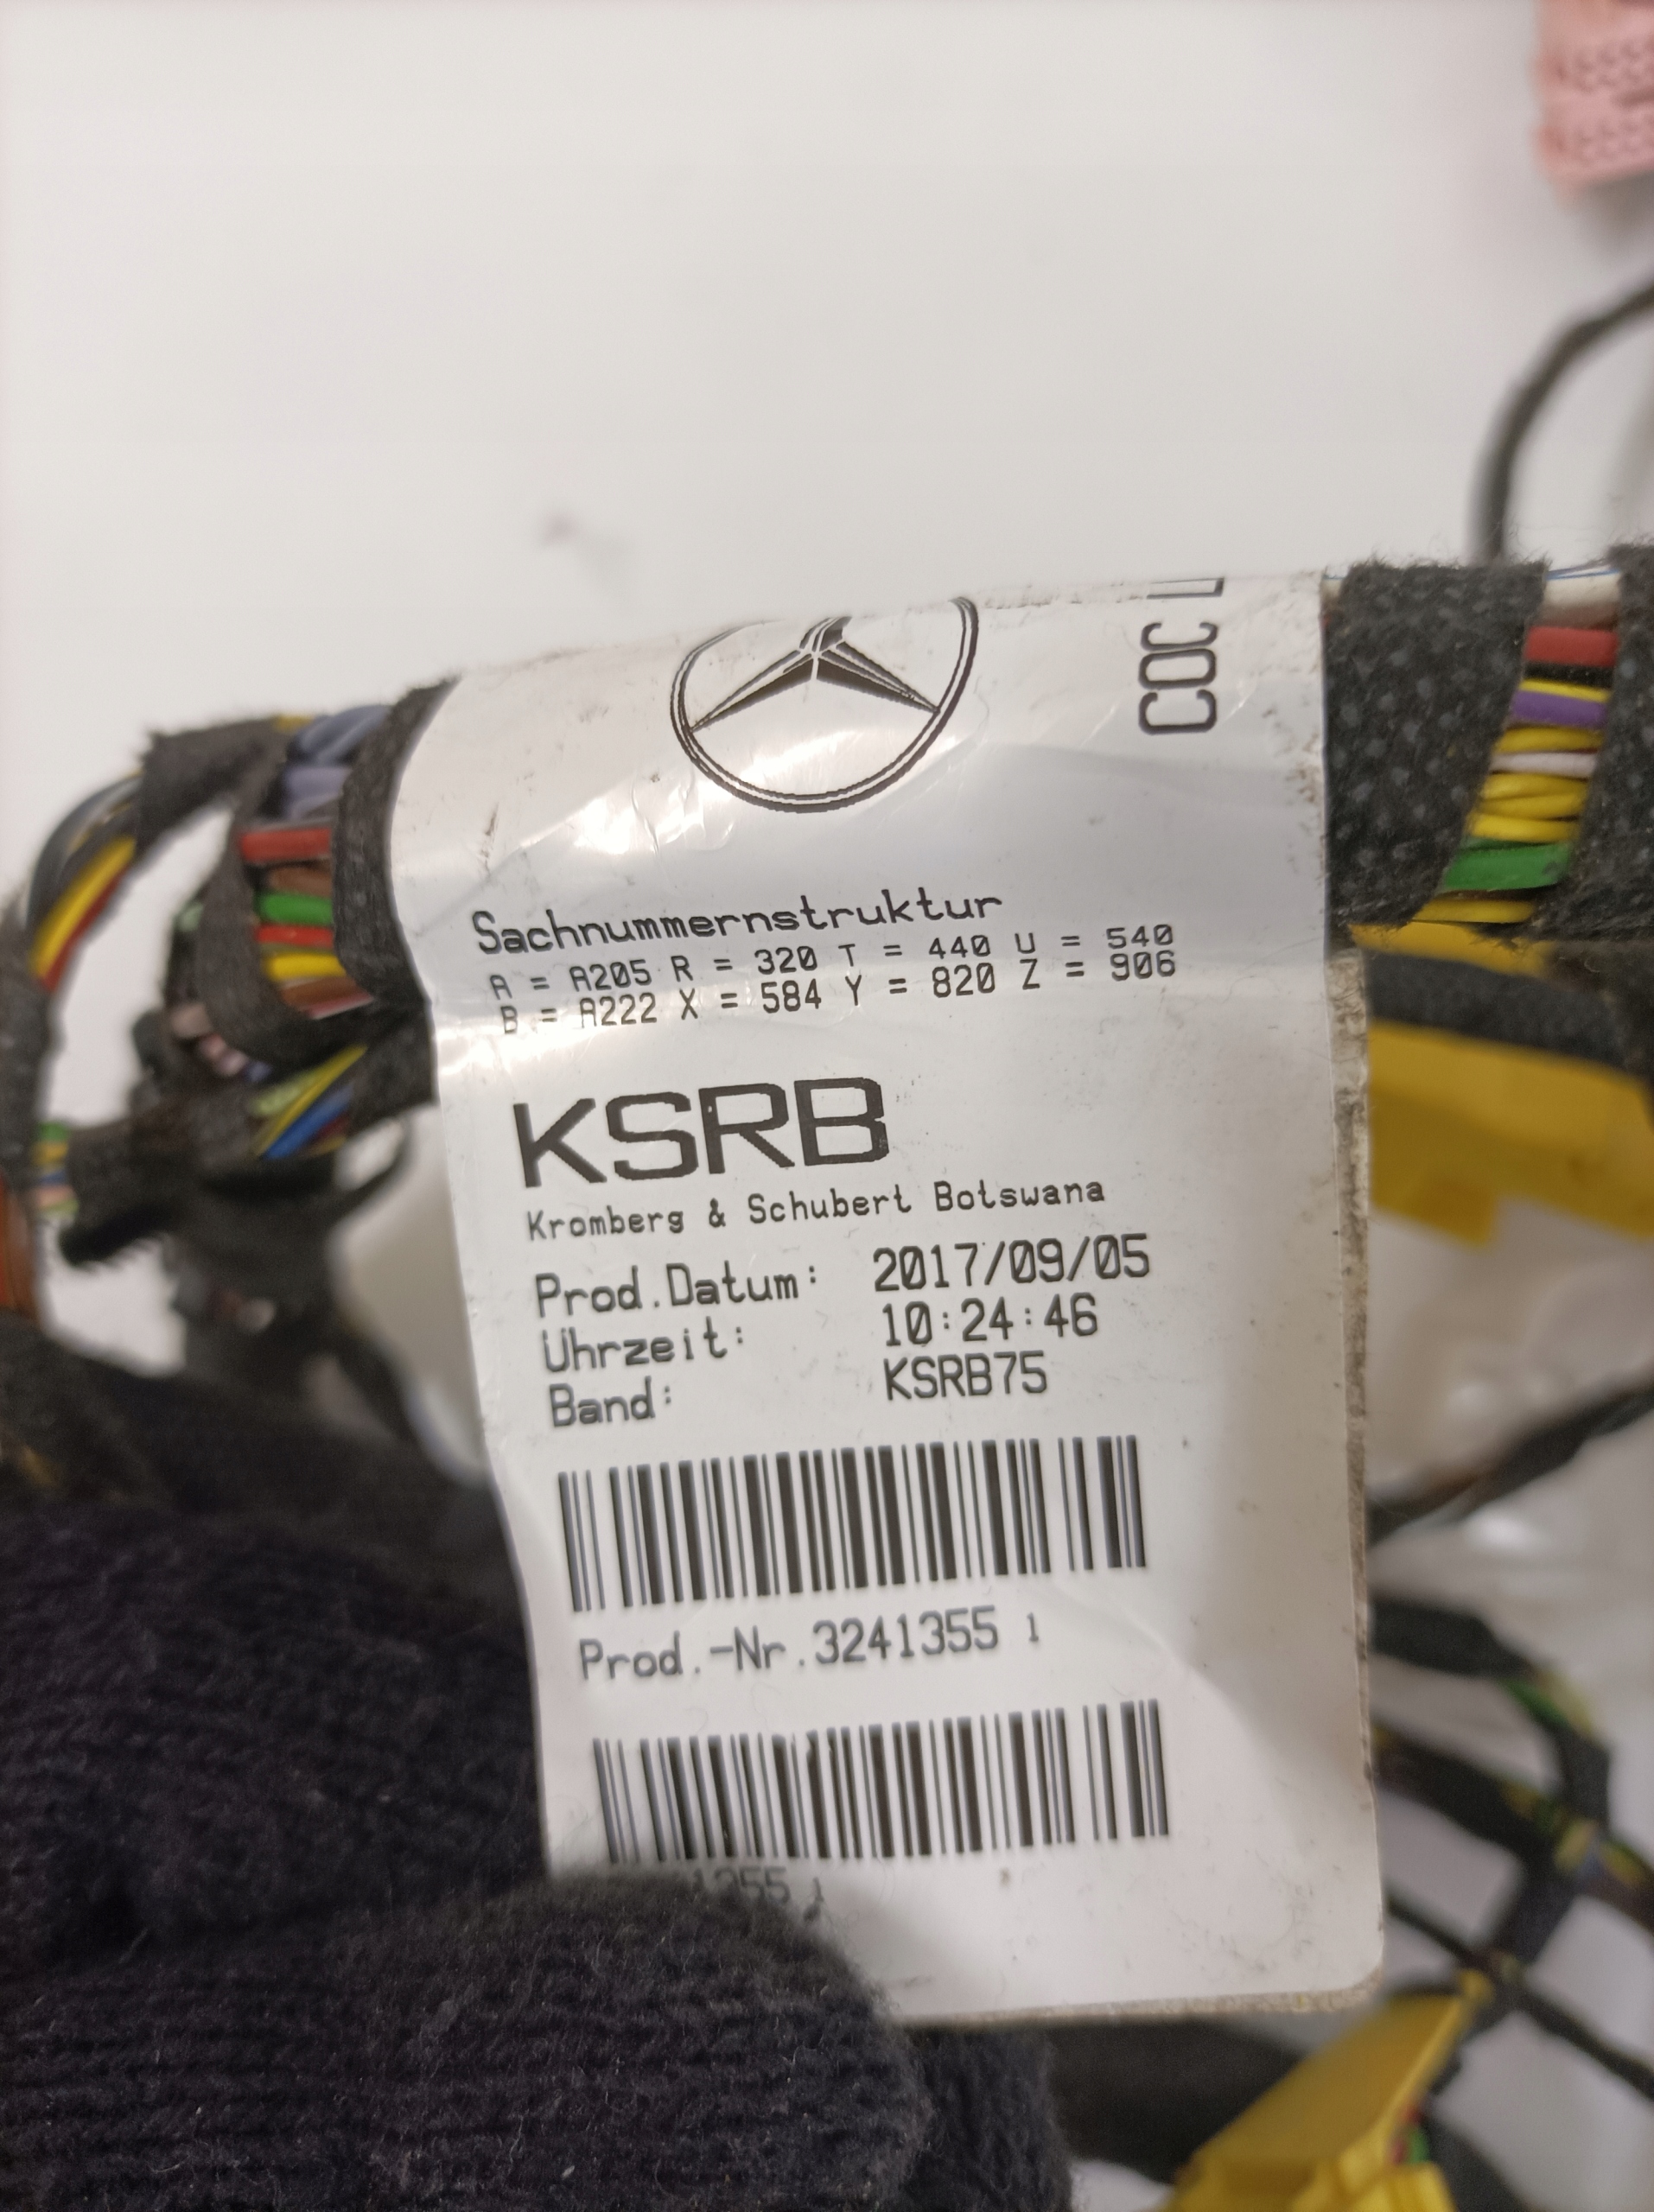 COC
Sachnummernstruktur
A = A205 R = 320 T = 440 U = 540
B = A222 X = 584 Y = 820 Z = 906
KSRB
Kromberg & Schubert Botswana
Prod.Datum: 2017/09/05
Uhrzeit: 10:24:46
Band: KSRB75
Prod.-Nr.3241355 1